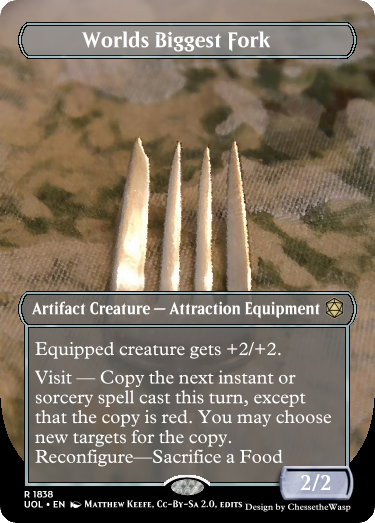 Worlds Biggest Fork
Artifact Creature — Attraction Equipment
Equipped creature gets +2/+2.
Visit — Copy the next instant or
sorcery spell cast this turn, except
that the copy is red. You may choose
new targets for the copy.
Reconfigure—Sacrifice a Food
2/2
R 1838
UOL • EN Matthew Keefe, Cc-By-Sa 2.0, edits
Design by ChessetheWasp